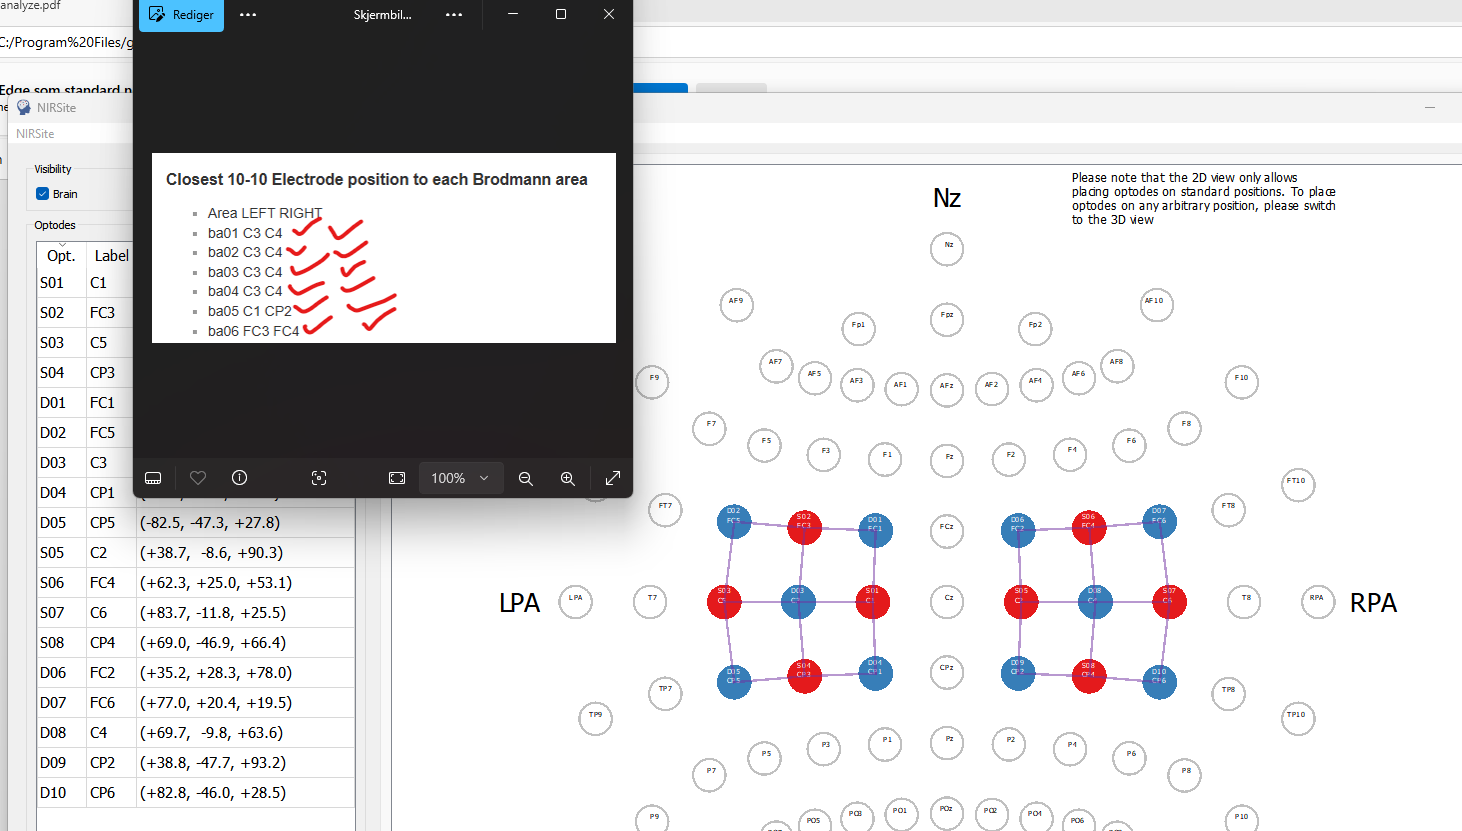 analyze.pdf
C:/Program%20Files/g
Edge som standard n
Rediger
Skjermbil...
NIRSite
NIRSite
Visibility
Brain
Optodes
Opt. Label
S01 C1
S02 FC3
S03 C5
S04 CP3
D01 FC1
D02 FC5
D03 C3
D04 CP1
D05 CP5 (-82.5, -47.3, +27.8)
S05 C2 (+38.7, -8.6, +90.3)
S06 FC4 (+62.3, +25.0, +53.1)
S07 C6 (+83.7, -11.8, +25.5)
S08 CP4 (+69.0, -46.9, +66.4)
D06 FC2 (+35.2, +28.3, +78.0)
D07 FC6 (+77.0, +20.4, +19.5)
D08 C4 (+69.7, -9.8, +63.6)
D09 CP2 (+38.8, -47.7, +93.2)
D10 CP6 (+82.8, -46.0, +28.5)
Closest 10-10 Electrode position to each Brodmann area
Area LEFT RIGHT
ba01 C3 C4
ba02 C3 C4
ba03 C3 C4
ba04 C3 C4
ba05 C1 CP2
ba06 FC3 FC4
100%
Please note that the 2D view only allows
placing optodes on standard positions. To place
optodes on any arbitrary position, please switch
to the 3D view
Nz
Nz
AF9 AF10
Fp1 Fpz Fp2
AF7 AF5 AF3 AF1 AFz AF2 AF4 AF6 AF8
F9 F10
F7 F5 F3 F1 Fz F2 F4 F6 F8
FT10
FT7 D02 FC5 S02 FC3 D01 FC1 FCz D06 FC2 S06 FC4 D07 FC6 FT8
LPA LPA T7 S03 C5 D03 C3 S01 C1 Cz S05 C2 D08 C4 S07 C6 T8 RPA RPA
D05 CP5 S04 CP3 D04 CP1 CPz D09 CP2 S08 CP4 D10 CP6
TP7 TP8
TP9 TP10
P7 P5 P3 P1 Pz P2 P4 P6 P8
P9 PO5 PO3 PO1 POz PO2 PO4 PO6 P10